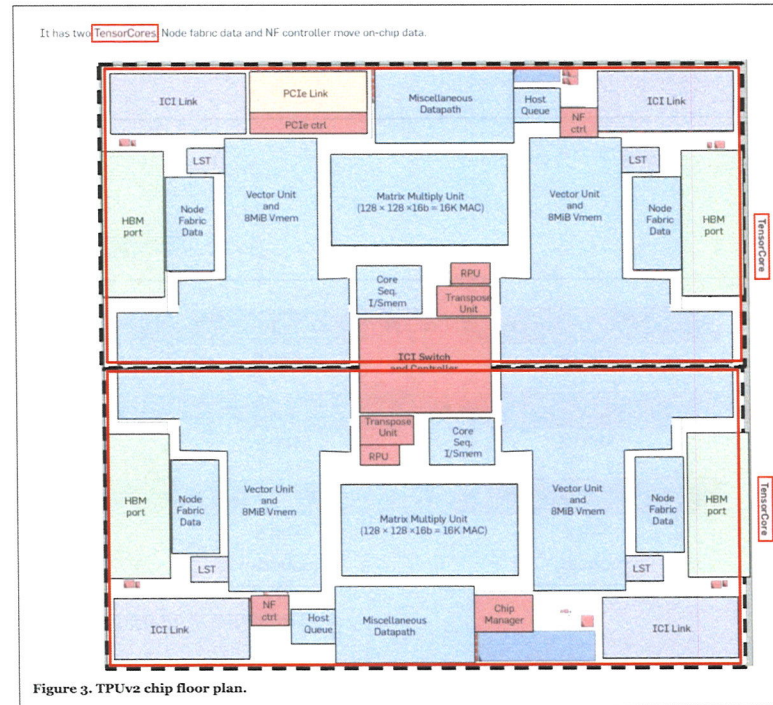 It has two TensorCores. Node fabric data and NF controller move on-chip data.
ICI Link
PCIe Link
PCIe ctrl
Miscellaneous
Datapath
Host
Queue
NF
ctrl
ICI Link
LST
HBM
port
Node
Fabric
Data
Vector Unit
and
8MiB Vmem
Matrix Multiply Unit
(128 × 128 ×16b = 16K MAC)
Vector Unit
and
8MiB Vmem
LST
Node
Fabric
Data
HBM
port
TensorCore
Core
Seq.
I/Smem
RPU
Transpose
Unit
ICI Switch
and Controller
Transpose
Unit
RPU
Core
Seq.
I/Smem
HBM
port
Node
Fabric
Data
Vector Unit
and
8MiB Vmem
Matrix Multiply Unit
(128 × 128 ×16b = 16K MAC)
Vector Unit
and
8MiB Vmem
Node
Fabric
Data
HBM
port
TensorCore
LST
LST
ICI Link
NF
ctrl
Host
Queue
Miscellaneous
Datapath
Chip
Manager
ICI Link
Figure 3. TPUv2 chip floor plan.